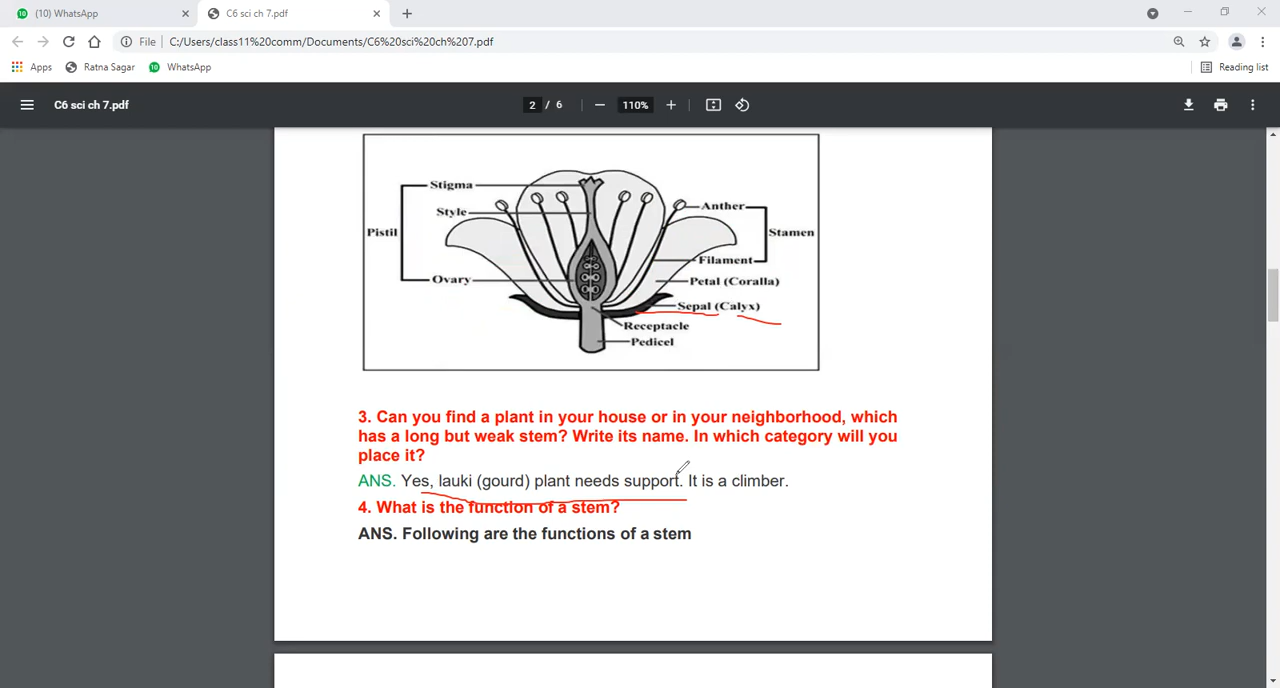 (10) WhatsApp
C6 sci ch 7.pdf
File
C:/Users/class11%20comm/Documents/C6%20sci%20ch%207.pdf
Apps
Ratna Sagar
10
WhatsApp
Reading list
C6 sci ch 7.pdf
2 / 6
110%
Stigma
Anther
Style
Pistil
Stamen
Filament
Ovary
Petal (Coralla)
Sepal (Calyx)
Receptacle
Pedicel
3. Can you find a plant in your house or in your neighborhood, which
has a long but weak stem? Write its name. In which category will you
place it?
ANS. Yes, lauki (gourd) plant needs support. It is a climber.
4. What is the function of a stem?
ANS. Following are the functions of a stem